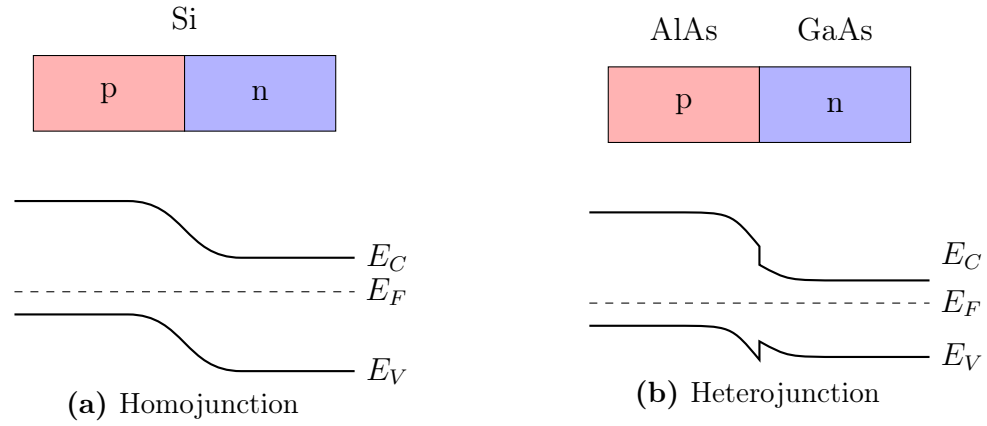 Si
p n
E_C
E_F
E_V
(a) Homojunction
AlAs GaAs
p n
E_C
E_F
E_V
(b) Heterojunction